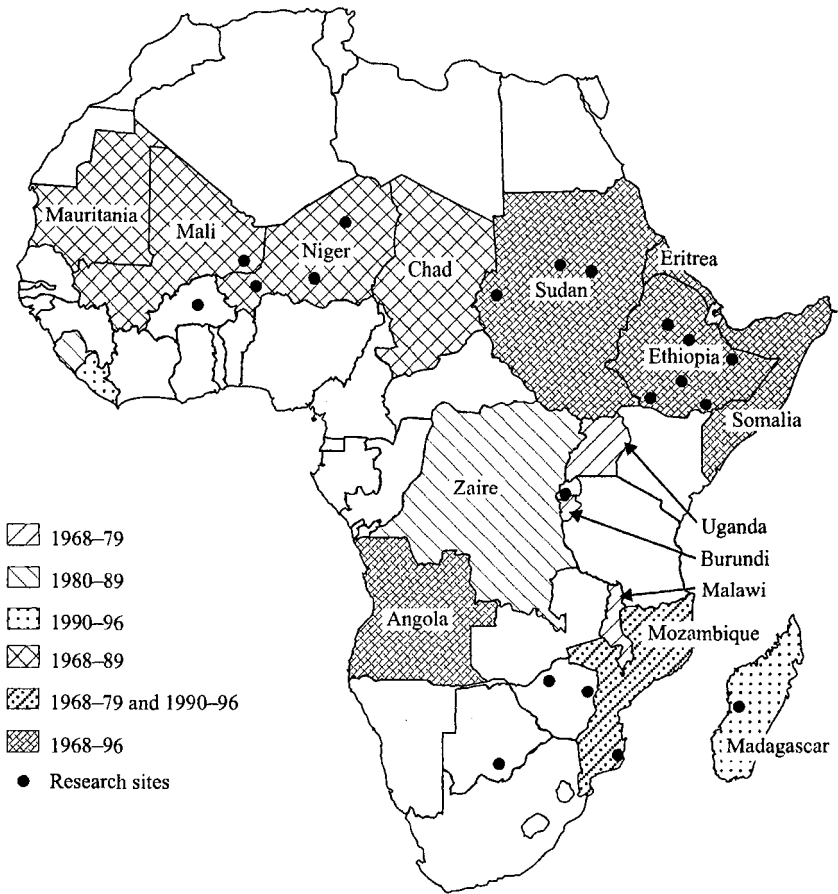 Mauritania
Mali
Niger
Chad
Sudan
Eritrea
Ethiopia
Somalia
Zaire
Uganda
Burundi
Malawi
Angola
Mozambique
Madagascar
1968–79
1980–89
1990–96
1968–89
1968–79 and 1990–96
1968–96
Research sites